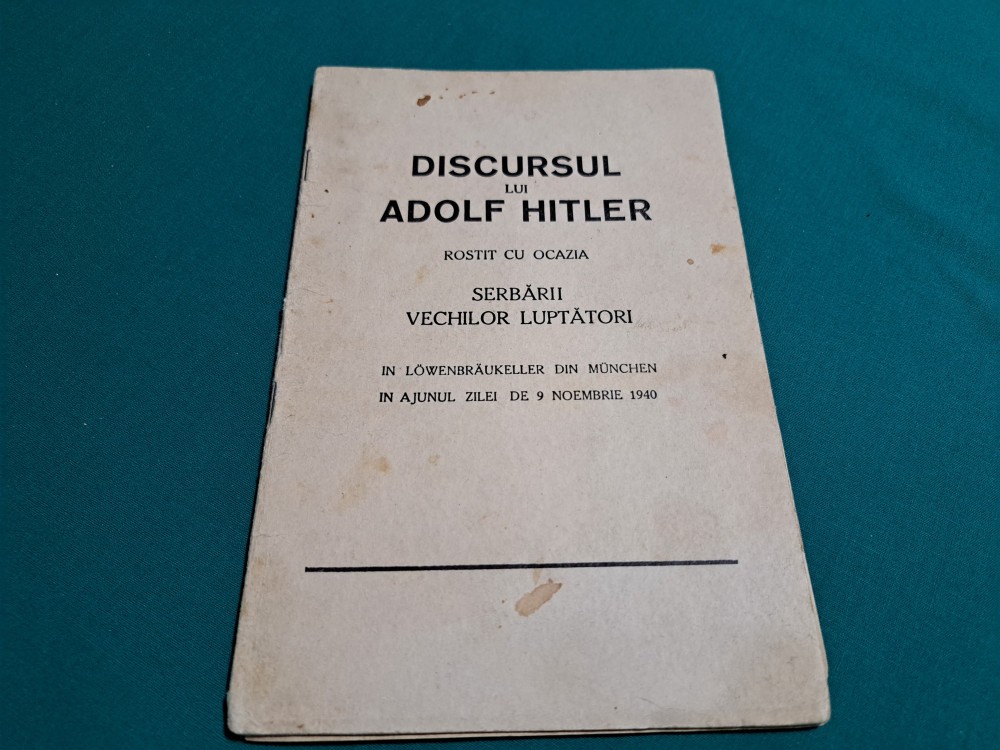 DISCURSUL
LUI
ADOLF HITLER
ROSTIT CU OCAZIA
SERBĂRII
VECHILOR LUPTĂTORI
IN LÖWENBRÄUKELLER DIN MÜNCHEN
IN AJUNUL ZILEI DE 9 NOEMBRIE 1940